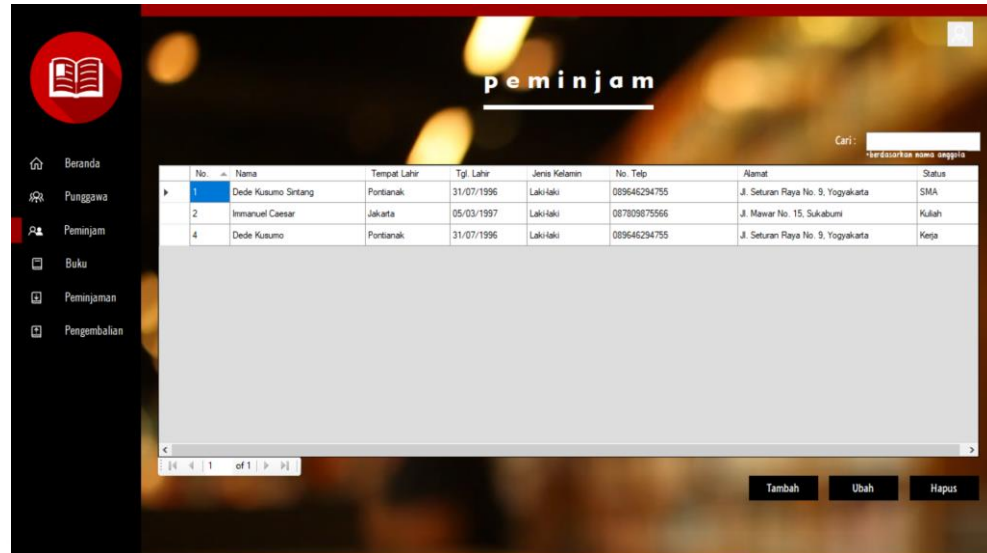 peminjam
Cari :
*berdasarkan nama anggota
Beranda
Punggawa
Peminjam
Buku
Peminjaman
Pengembalian
No. Nama Tempat Lahir Tgl. Lahir Jenis Kelamin No. Telp Alamat Status
1 Dede Kusumo Sintang Pontianak 31/07/1996 Laki-laki 089646294755 Jl. Seturan Raya No. 9, Yogyakarta SMA
2 Immanuel Caesar Jakarta 05/03/1997 Laki-laki 087809875566 Jl. Mawar No. 15, Sukabumi Kuliah
4 Dede Kusumo Pontianak 31/07/1996 Laki-laki 089646294755 Jl. Seturan Raya No. 9, Yogyakarta Kerja
1 of 1
Tambah Ubah Hapus